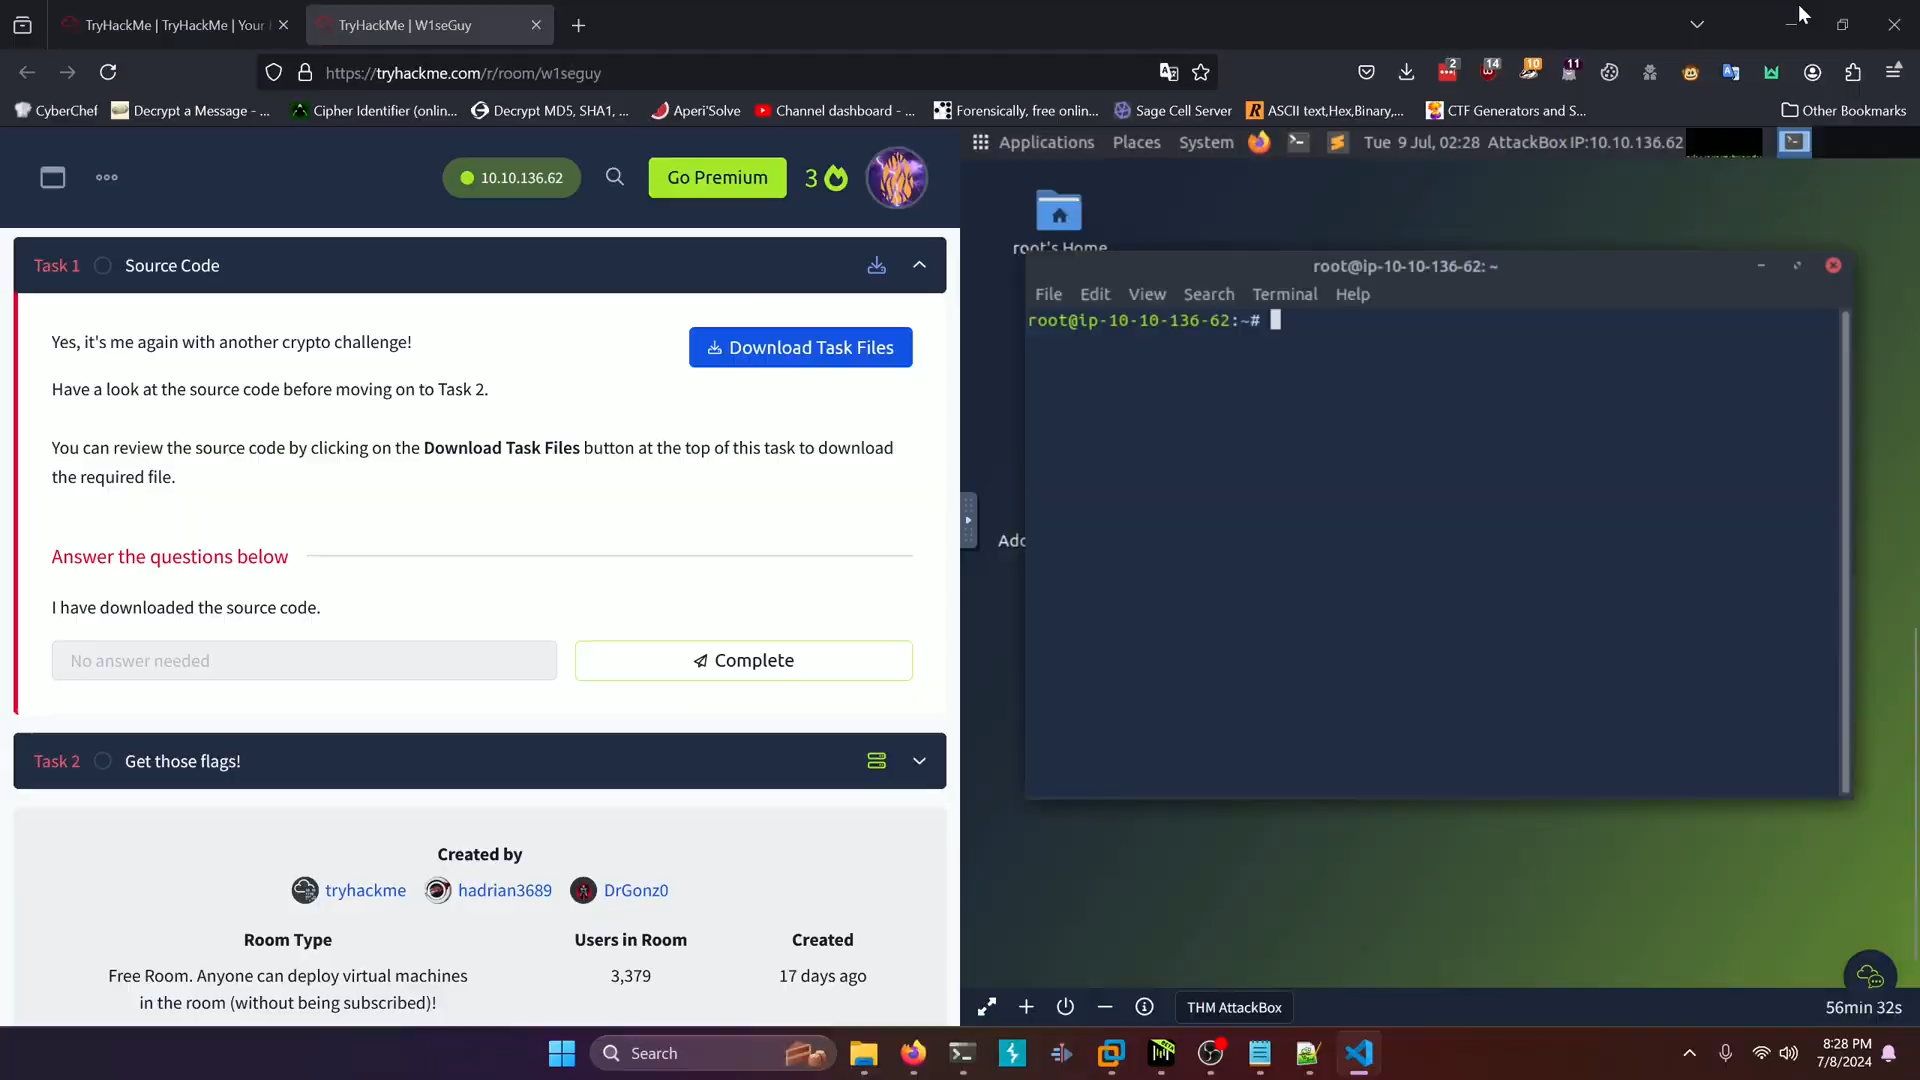 TryHackMe | TryHackMe | Your
TryHackMe | W1seGuy
https://tryhackme.com/r/room/w1seguy
2
14
10
11
CyberChef
Decrypt a Message - ...
Cipher Identifier (onlin...
Decrypt MD5, SHA1, ...
Aperi'Solve
Channel dashboard - ...
Forensically, free onlin...
Sage Cell Server
ASCII text,Hex,Binary,...
CTF Generators and S...
Other Bookmarks
10.10.136.62
Go Premium
3
Applications
Places
System
Tue 9 Jul, 02:28
AttackBox IP:10.10.136.62
Task 1
Source Code
Yes, it's me again with another crypto challenge!
Download Task Files
Have a look at the source code before moving on to Task 2.
You can review the source code by clicking on the Download Task Files button at the top of this task to download
the required file.
Answer the questions below
I have downloaded the source code.
No answer needed
Complete
Task 2
Get those flags!
Created by
tryhackme
hadrian3689
DrGonz0
Room Type
Users in Room
Created
Free Room. Anyone can deploy virtual machines
in the room (without being subscribed)!
3,379
17 days ago
root's Home
root@ip-10-10-136-62: ~
File Edit View Search Terminal Help
root@ip-10-10-136-62:~#
Add
THM AttackBox
56min 32s
Search
BETA
8:28 PM
7/8/2024